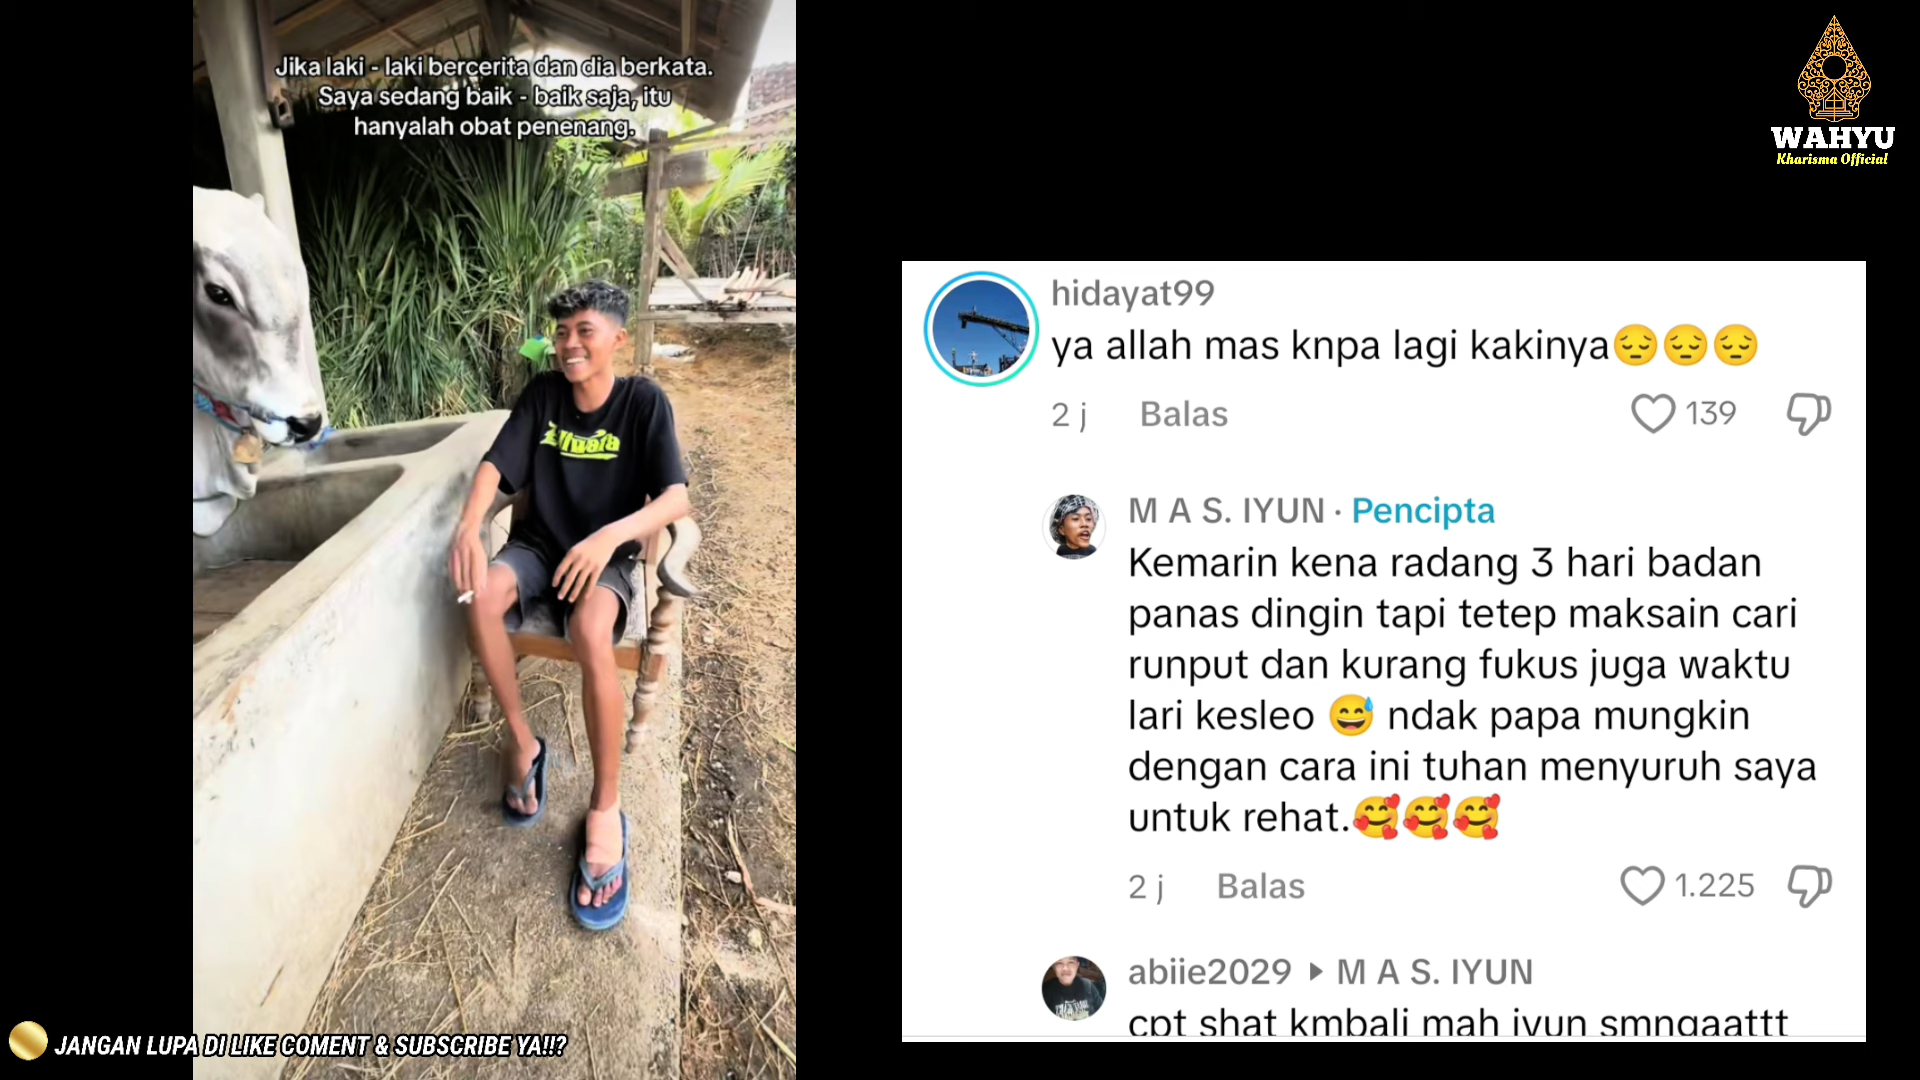 Jika laki - laki bercerita dan dia berkata.
Saya sedang baik - baik saja, itu
hanyalah obat penenang.
WAHYU
Kharisma Official
hidayat99
ya allah mas knpa lagi kakinya😔😔😔
2 j Balas 139
M A S. IYUN · Pencipta
Kemarin kena radang 3 hari badan
panas dingin tapi tetep maksain cari
runput dan kurang fukus juga waktu
lari kesleo 😅 ndak papa mungkin
dengan cara ini tuhan menyuruh saya
untuk rehat.🥰🥰🥰
2 j Balas 1.225
abiie2029 ▸ M A S. IYUN
cpt shat kmbali mah iyun smngaattt
JANGAN LUPA DI LIKE COMENT & SUBSCRIBE YA!!?